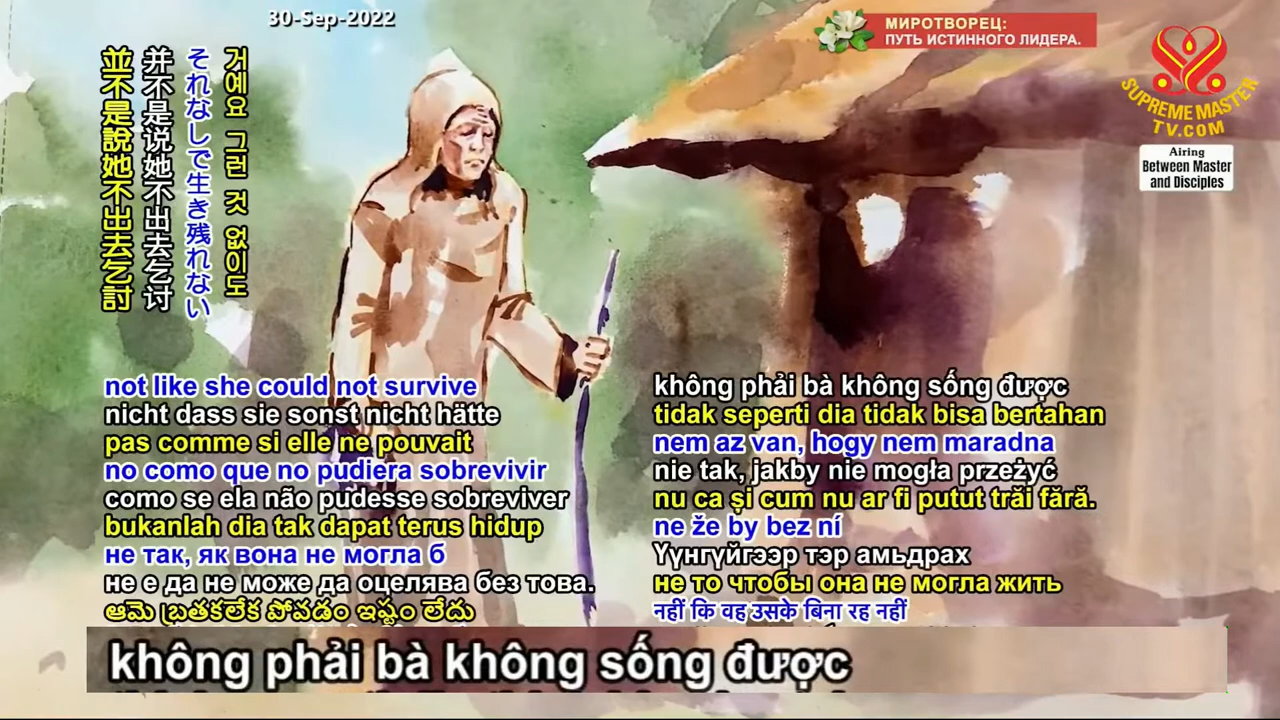 30-Sep-2022
МИРОТВОРЕЦ:
ПУТЬ ИСТИННОГО ЛИДЕРА.
SUPREME MASTER
TV.COM
Airing
Between Master
and Disciples
거예요 그런 것 없이도
それなしで生き残れない
并不是说她不出去乞讨
並不是說她不出去乞討
not like she could not survive
nicht dass sie sonst nicht hätte
pas comme si elle ne pouvait
no como que no pudiera sobrevivir
como se ela não pudesse sobreviver
bukanlah dia tak dapat terus hidup
не так, як вона не могла б
не е да не може да оцелява без това.
ఆమె బ్రతకలేక పోవడం ఇష్టం లేదు
không phải bà không sống được
tidak seperti dia tidak bisa bertahan
nem az van, hogy nem maradna
nie tak, jakby nie mogła przeżyć
nu ca și cum nu ar fi putut trăi fără.
ne že by bez ní
Үүнгүйгээр тэр амьдрах
не то чтобы она не могла жить
नहीं कि वह उसके बिना रह नहीं
không phải bà không sống được